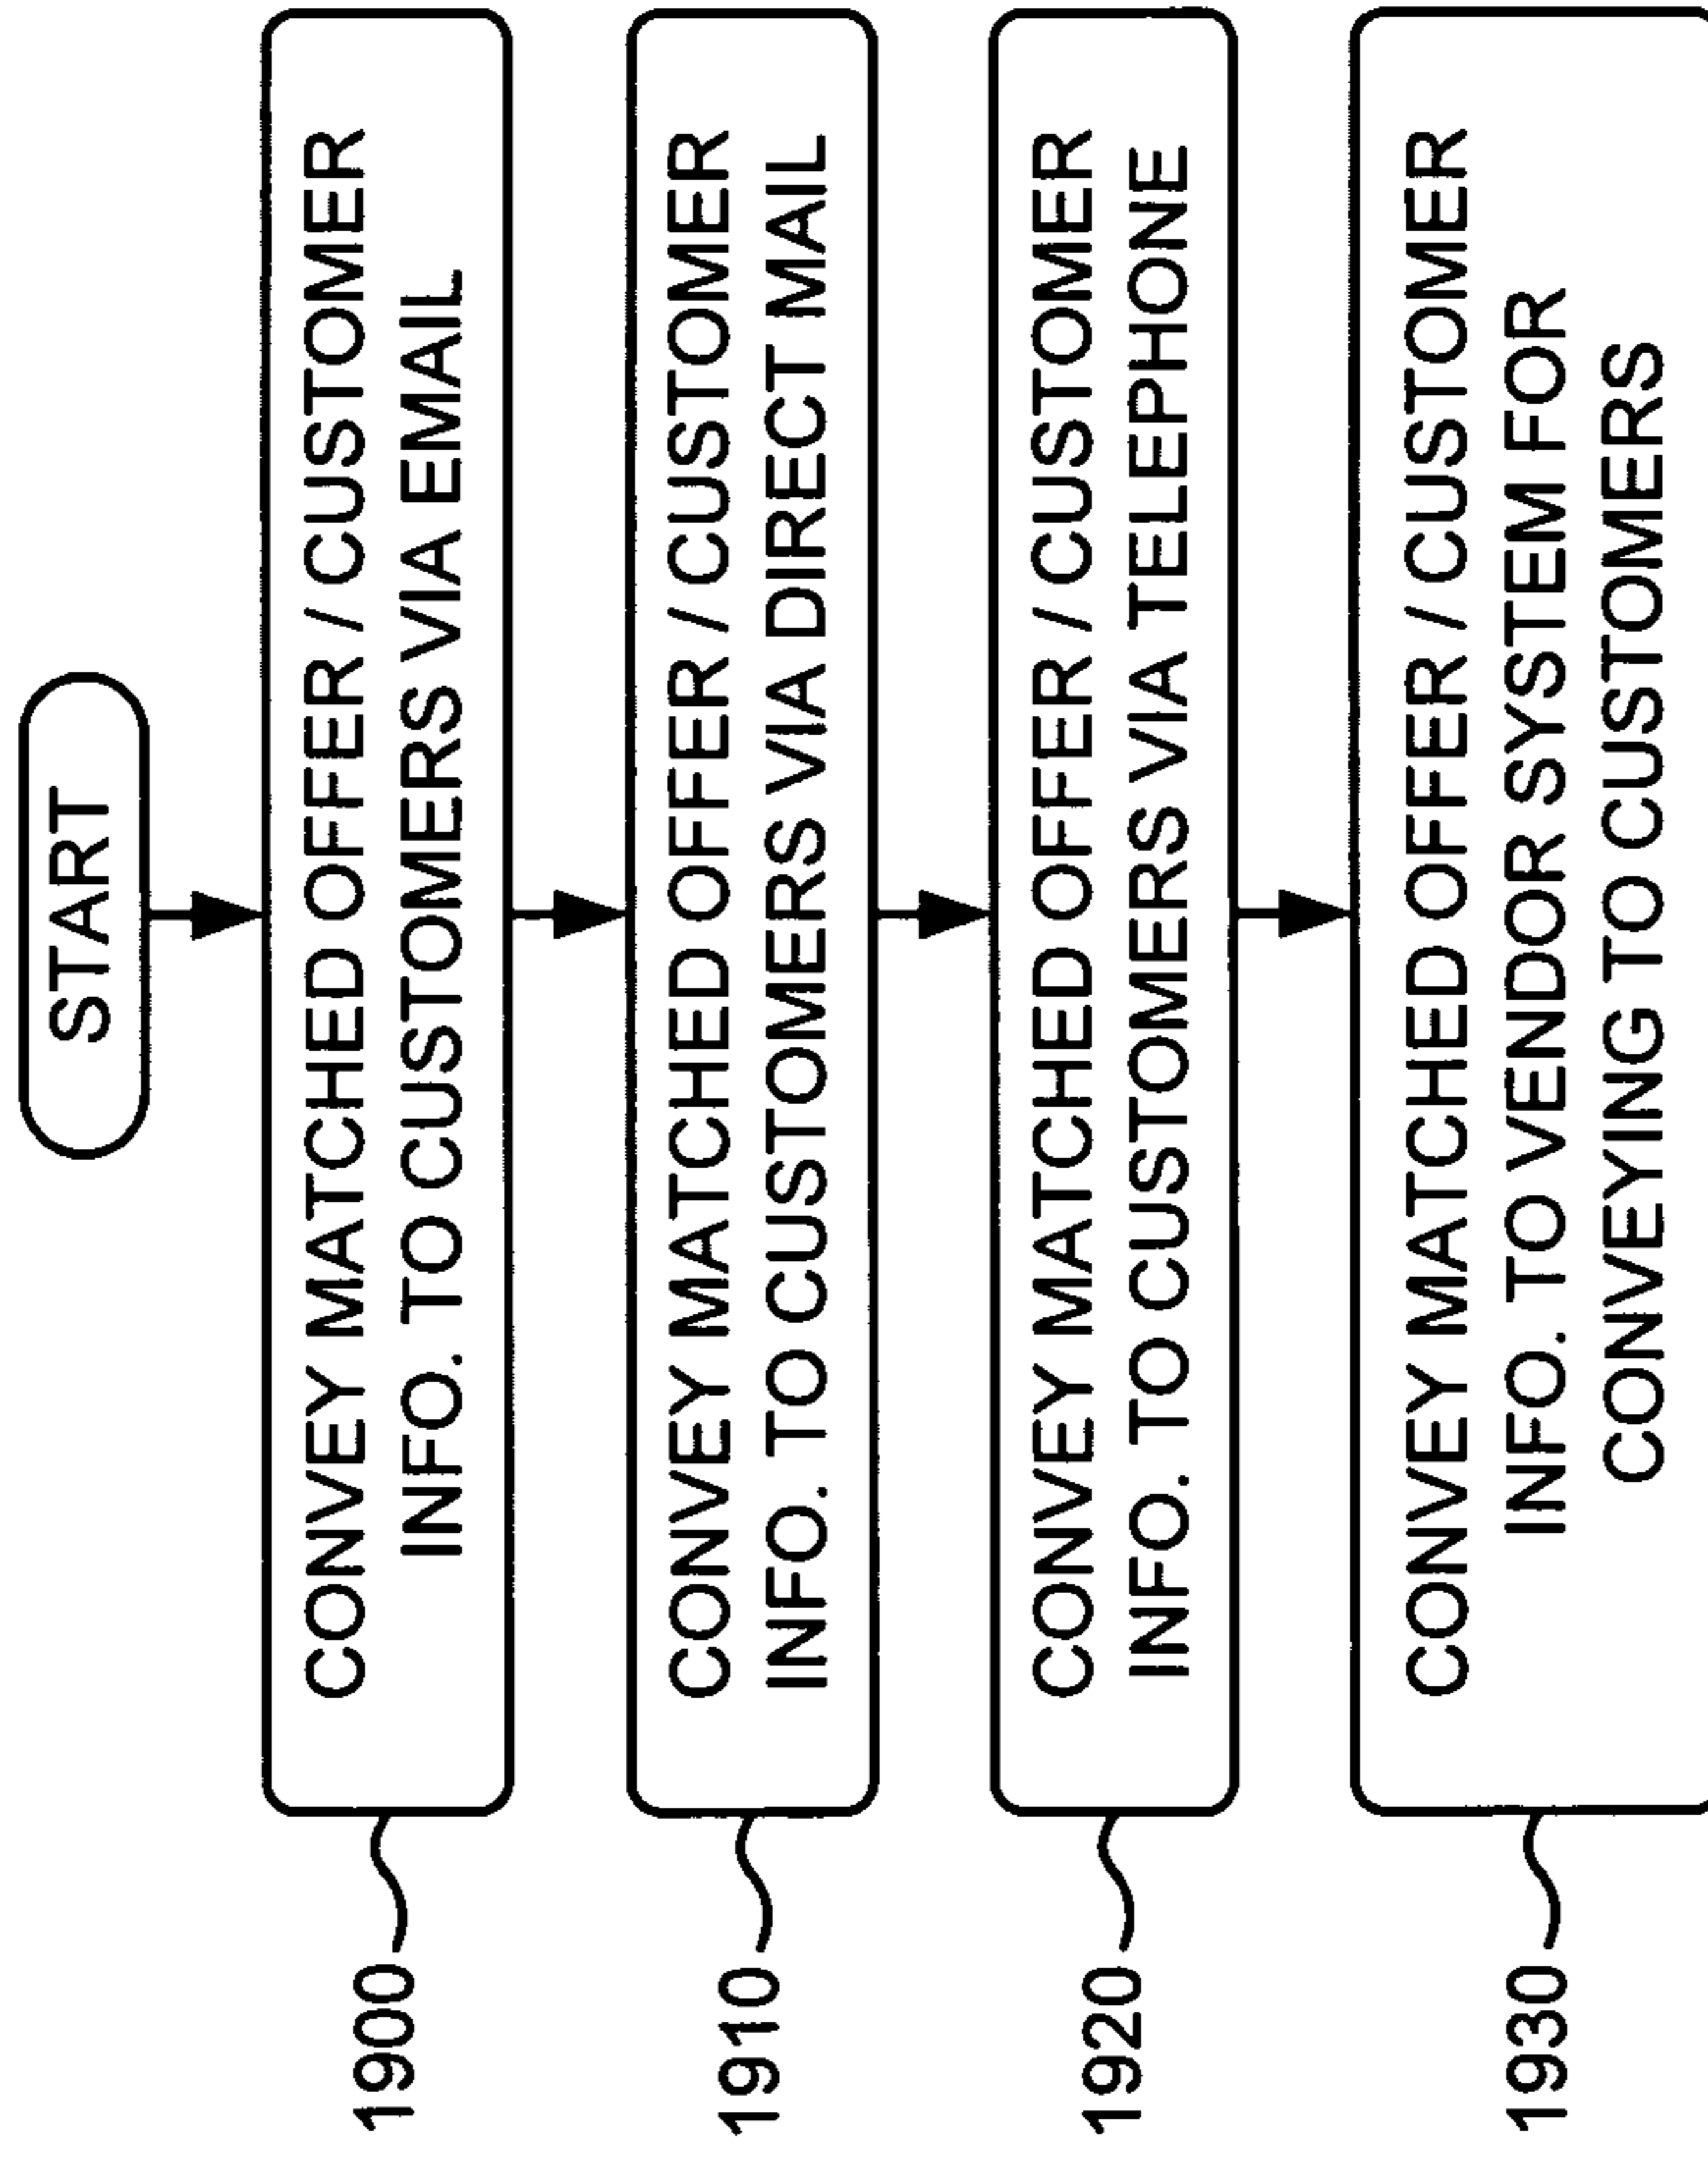 START
1900
CONVEY MATCHED OFFER / CUSTOMER
INFO. TO CUSTOMERS VIA EMAIL
1910
CONVEY MATCHED OFFER / CUSTOMER
INFO. TO CUSTOMERS VIA DIRECT MAIL
1920
CONVEY MATCHED OFFER / CUSTOMER
INFO. TO CUSTOMERS VIA TELEPHONE
1930
CONVEY MATCHED OFFER / CUSTOMER
INFO. TO VENDOR SYSTEM FOR
CONVEYING TO CUSTOMERS